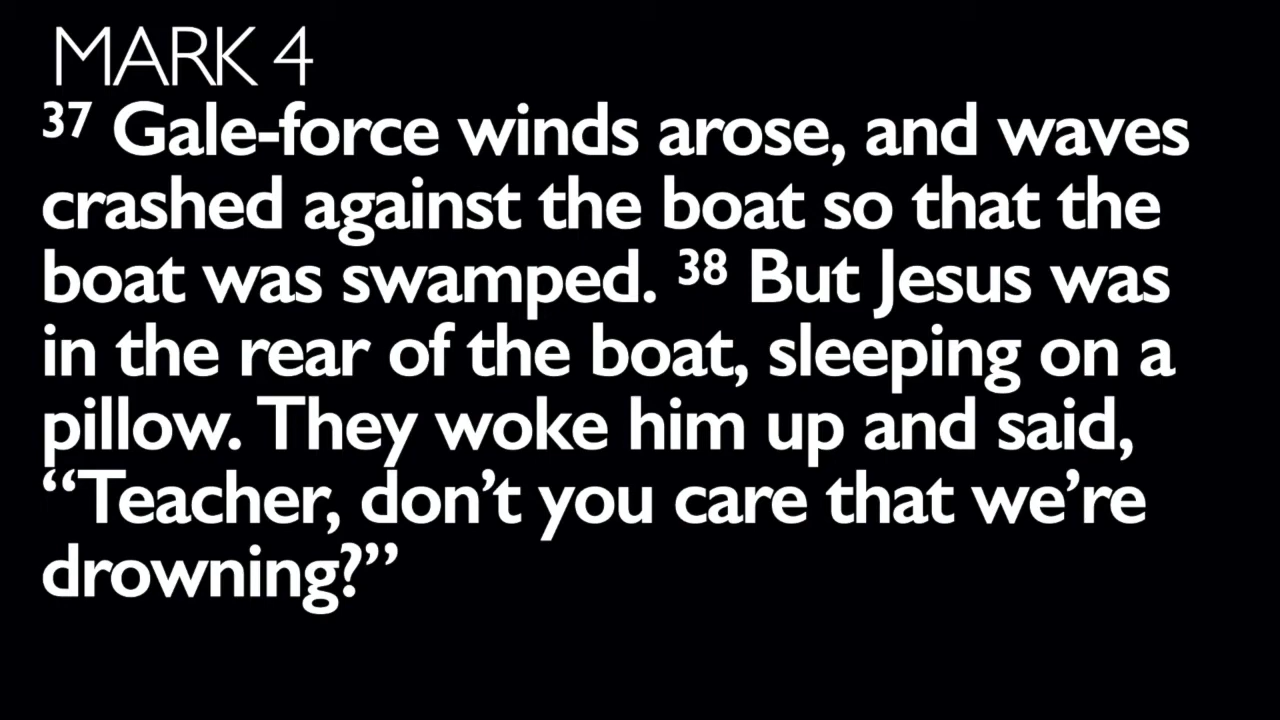 MARK 4
37 Gale-force winds arose, and waves
crashed against the boat so that the
boat was swamped. 38 But Jesus was
in the rear of the boat, sleeping on a
pillow. They woke him up and said,
“Teacher, don’t you care that we’re
drowning?”